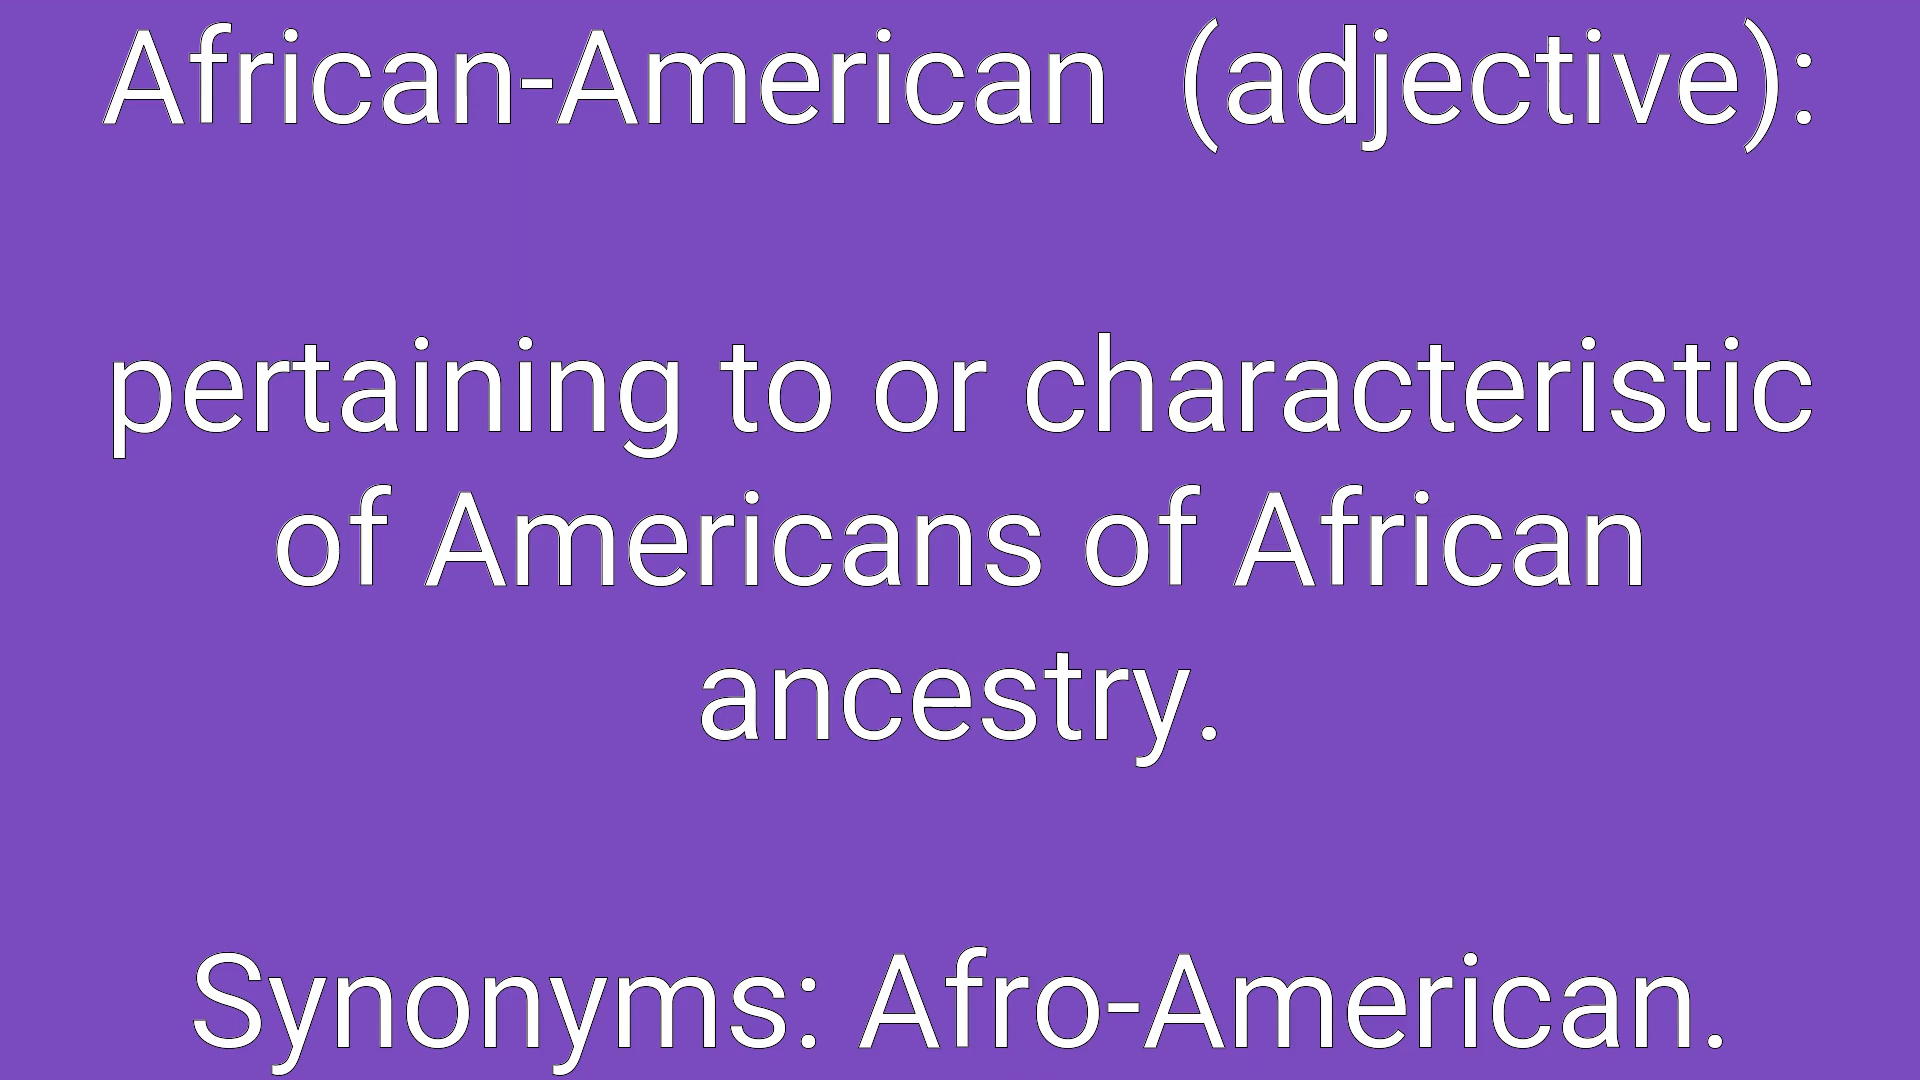 African-American  (adjective):
pertaining to or characteristic
of Americans of African
ancestry.
Synonyms: Afro-American.